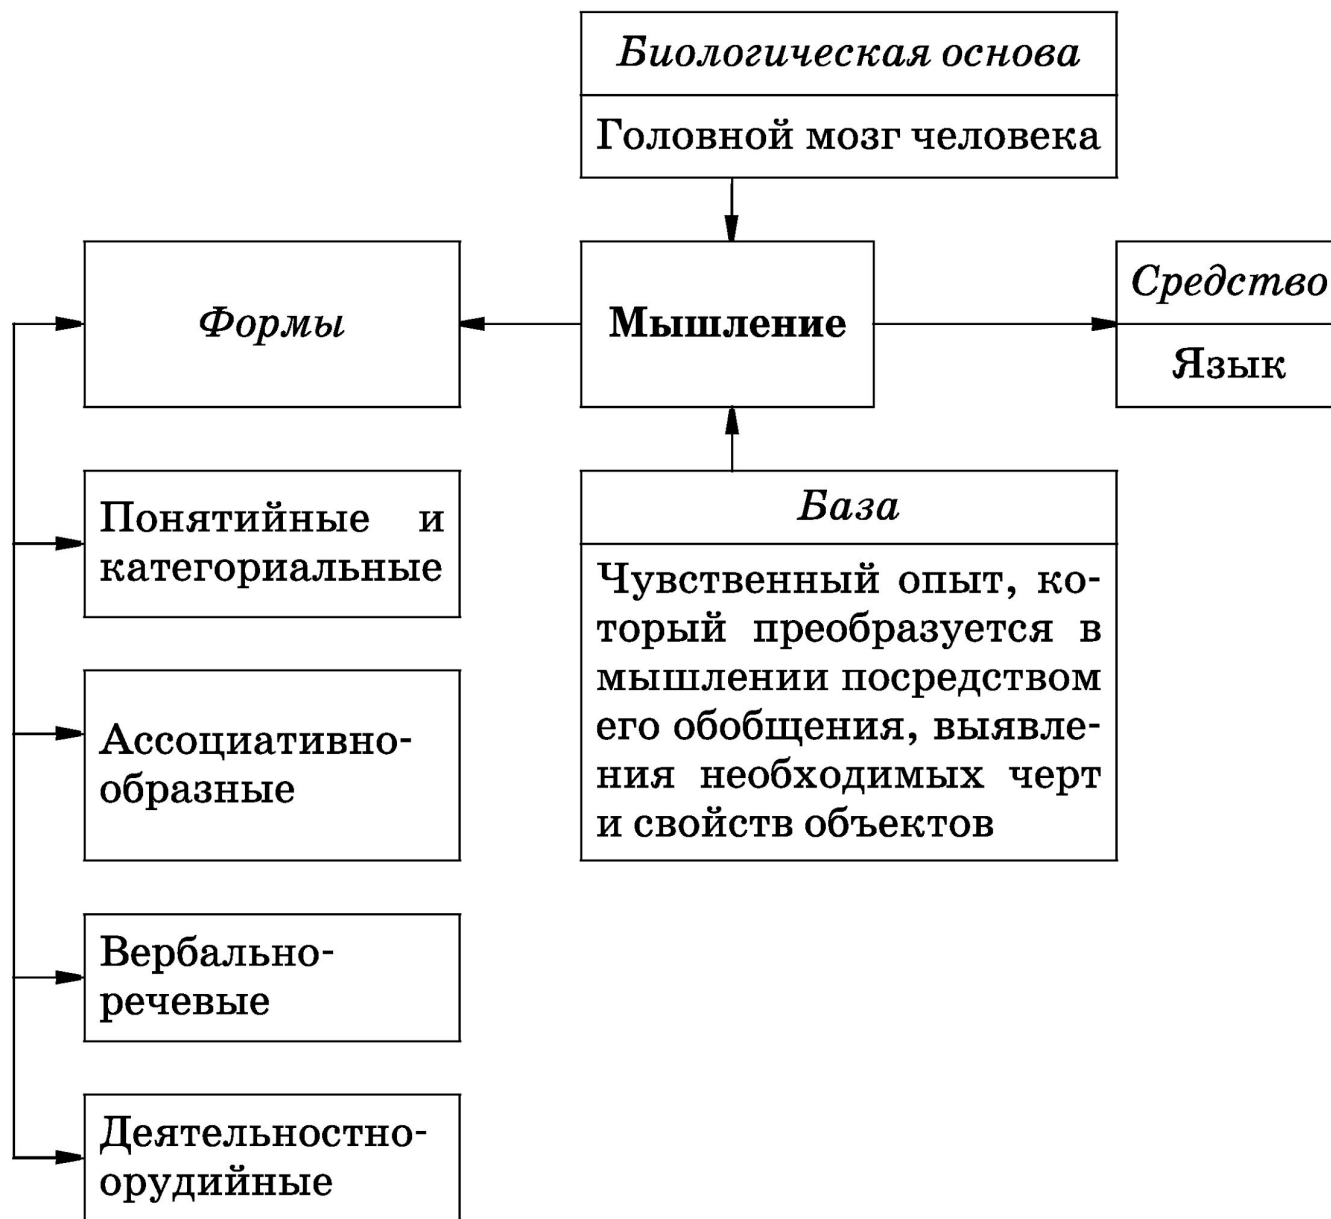 Биологическая основа
Головной мозг человека
Формы
Мышление
Средство
Язык
Понятийные и
категориальные
Ассоциативно-
образные
Вербально-
речевые
Деятельностно-
орудийные
База
Чувственный опыт, ко-
торый преобразуется в
мышлении посредством
его обобщения, выявле-
ния необходимых черт
и свойств объектов